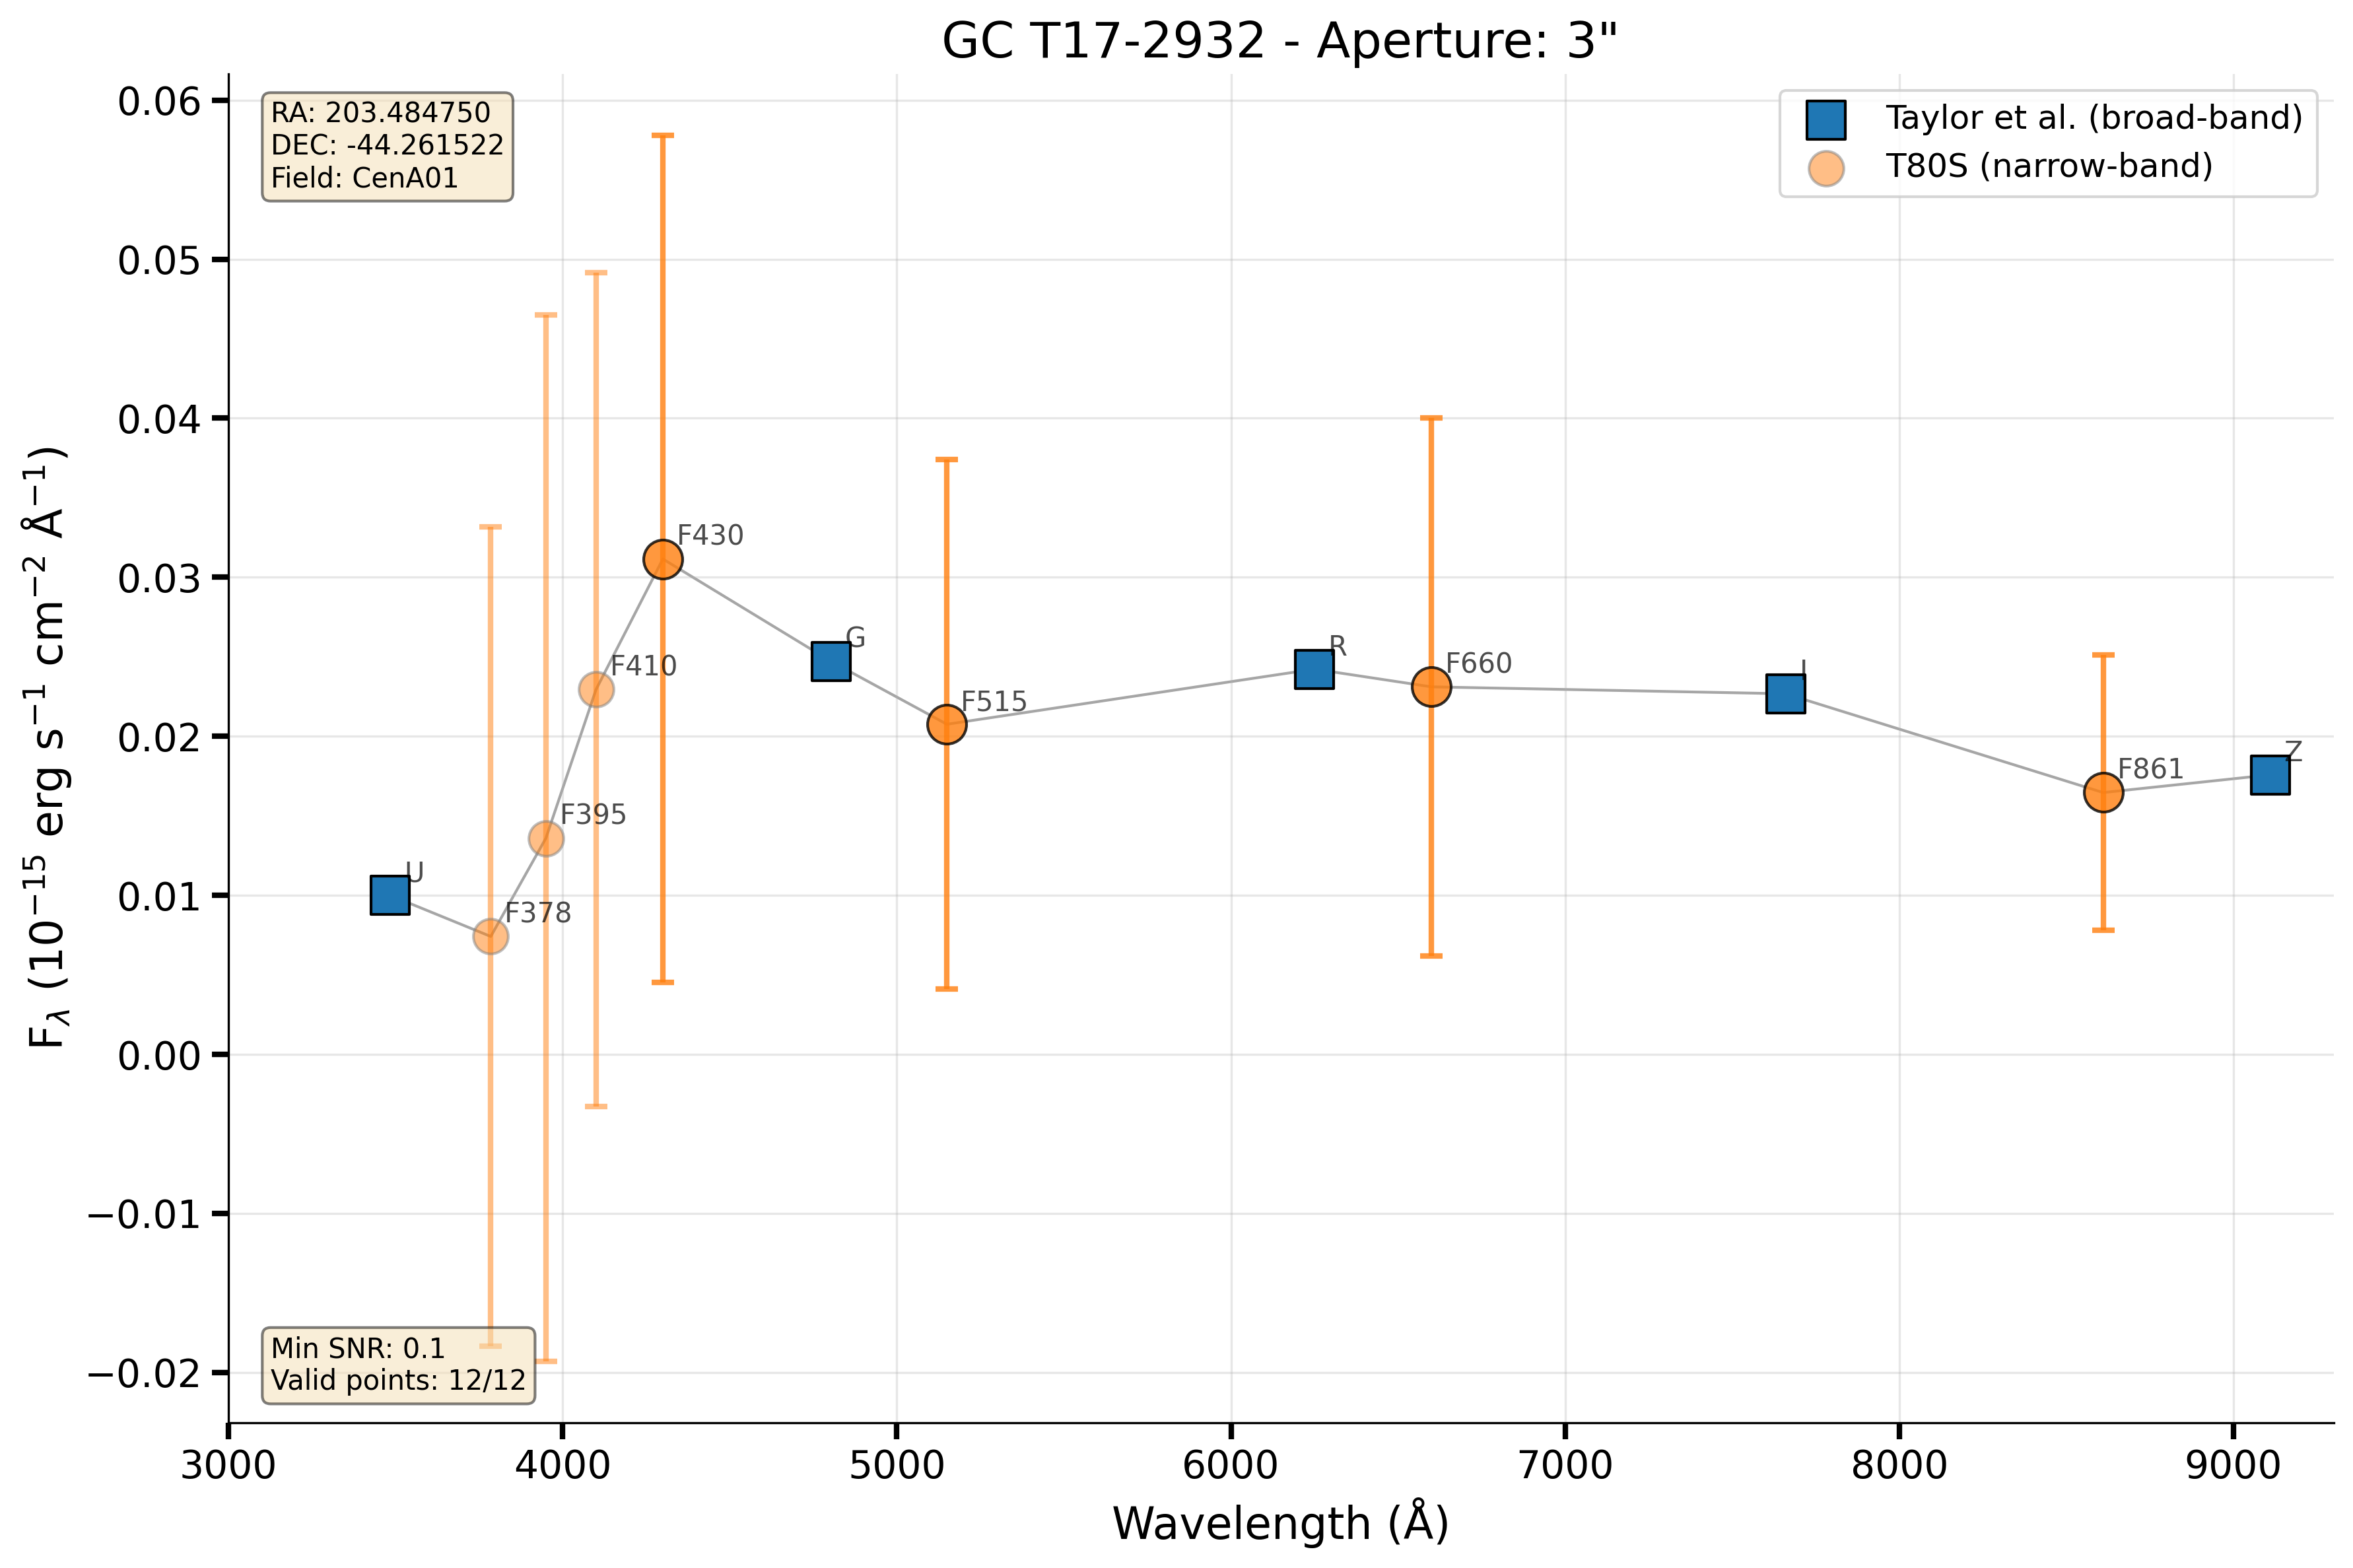 GC T17-2932 - Aperture: 3"
RA: 203.484750
DEC: -44.261522
Field: CenA01
Taylor et al. (broad-band)
T80S (narrow-band)
0.06
0.05
0.04
0.03
0.02
0.01
0.00
−0.01
−0.02
F_λ (10⁻¹⁵ erg s⁻¹ cm⁻² Å⁻¹)
U
F378
F395
F410
F430
G
F515
R
F660
I
F861
Z
Min SNR: 0.1
Valid points: 12/12
3000
4000
5000
6000
7000
8000
9000
Wavelength (Å)